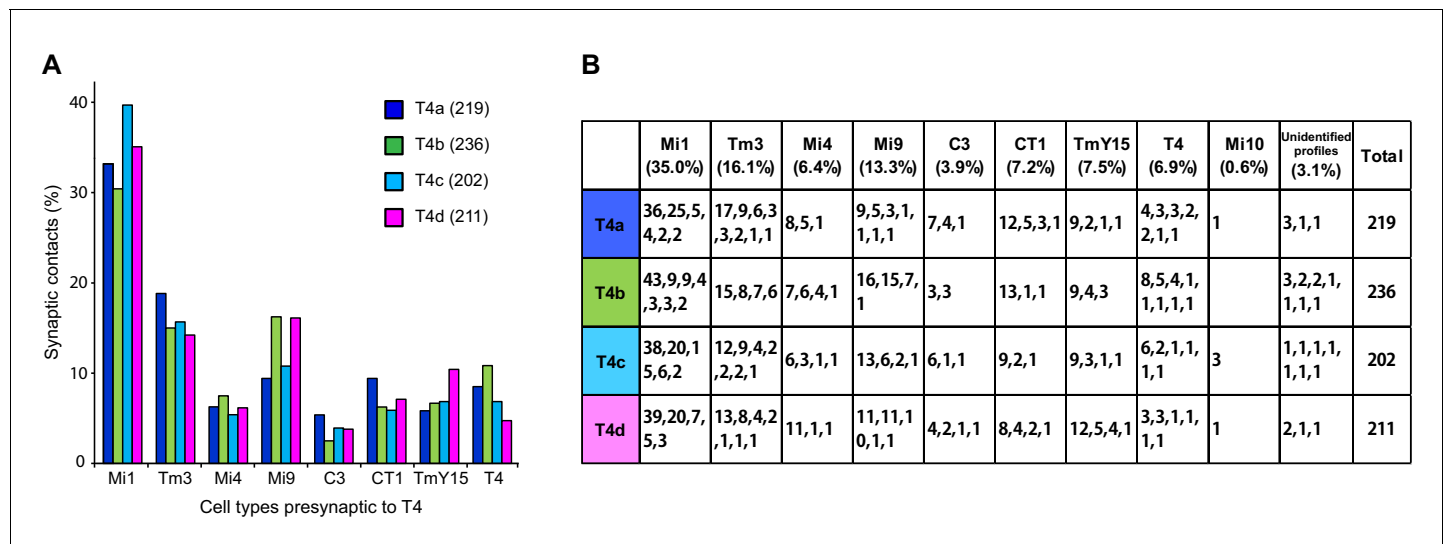 A
40
30
20
10
0
Synaptic contacts (%)
T4a (219)
T4b (236)
T4c (202)
T4d (211)
Mi1 Tm3 Mi4 Mi9 C3 CT1 TmY15 T4
Cell types presynaptic to T4
B
Mi1 (35.0%)
Tm3 (16.1%)
Mi4 (6.4%)
Mi9 (13.3%)
C3 (3.9%)
CT1 (7.2%)
TmY15 (7.5%)
T4 (6.9%)
Mi10 (0.6%)
Unidentified profiles (3.1%)
Total
T4a
36,25,5,
4,2,2
17,9,6,3
,3,2,1,1
8,5,1
9,5,3,1,
1,1,1
7,4,1
12,5,3,1
9,2,1,1
4,3,3,2,
2,1,1
1
3,1,1
219
T4b
43,9,9,4
,3,3,2
15,8,7,6
7,6,4,1
16,15,7,
1
3,3
13,1,1
9,4,3
8,5,4,1,
1,1,1,1
3,2,2,1,
1,1,1
236
T4c
38,20,1
5,6,2
12,9,4,2
,2,2,1
6,3,1,1
13,6,2,1
6,1,1
9,2,1
9,3,1,1
6,2,1,1,
1,1
3
1,1,1,1,
1,1,1
202
T4d
39,20,7,
5,3
13,8,4,2
,1,1,1
11,1,1
11,11,1
0,1,1
4,2,1,1
8,4,2,1
12,5,4,1
3,3,1,1,
1,1
1
2,1,1
211